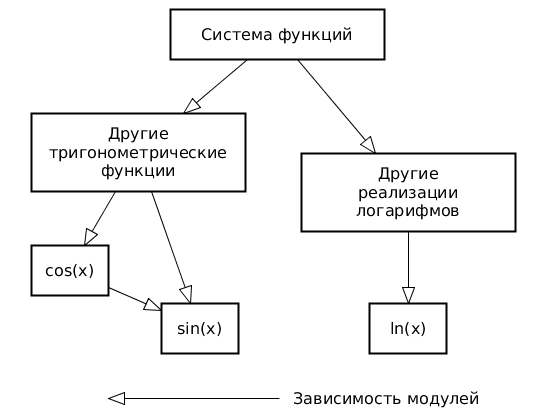 Система функций
Другие
тригонометрические
функции
Другие
реализации
логарифмов
cos(x)
sin(x)
ln(x)
Зависимость модулей